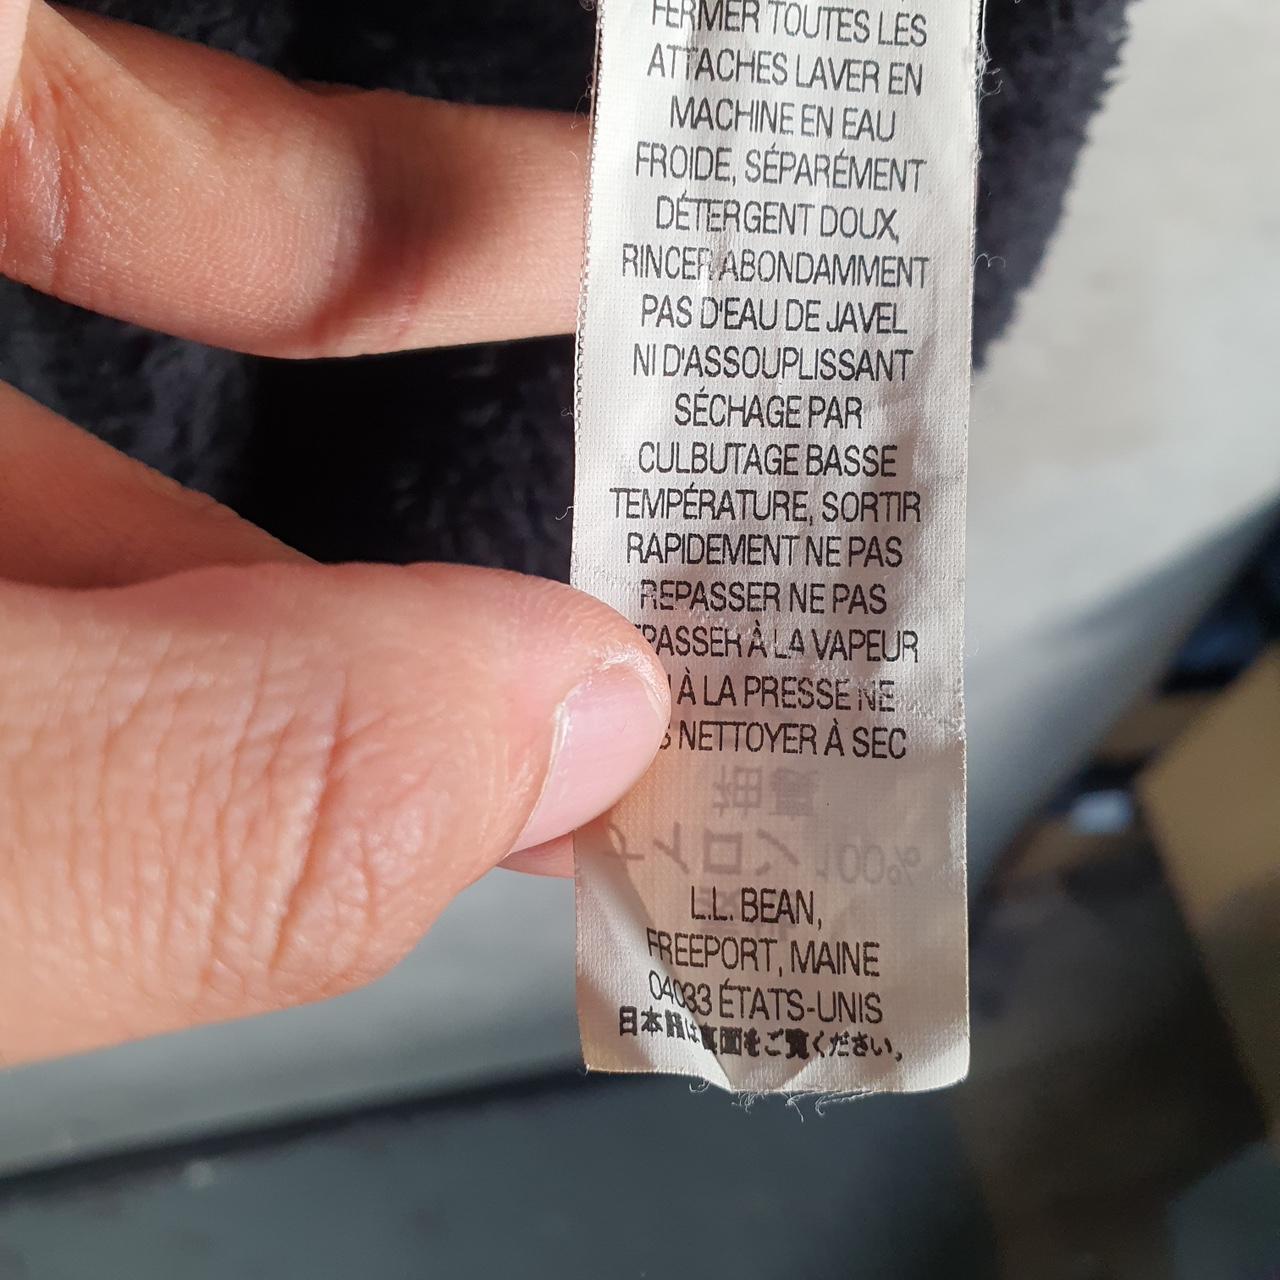 FERMER TOUTES LES
ATTACHES LAVER EN
MACHINE EN EAU
FROIDE, SÉPARÉMENT
DÉTERGENT DOUX,
RINCER ABONDAMMENT
PAS D'EAU DE JAVEL
NI D'ASSOUPLISSANT
SÉCHAGE PAR
CULBUTAGE BASSE
TEMPÉRATURE, SORTIR
RAPIDEMENT NE PAS
REPASSER NE PAS
À LA VAPEUR
À LA PRESSE NE
NETTOYER À SEC
L.L. BEAN,
FREEPORT, MAINE
04033 ÉTATS-UNIS
日本語は裏面をご覧ください。